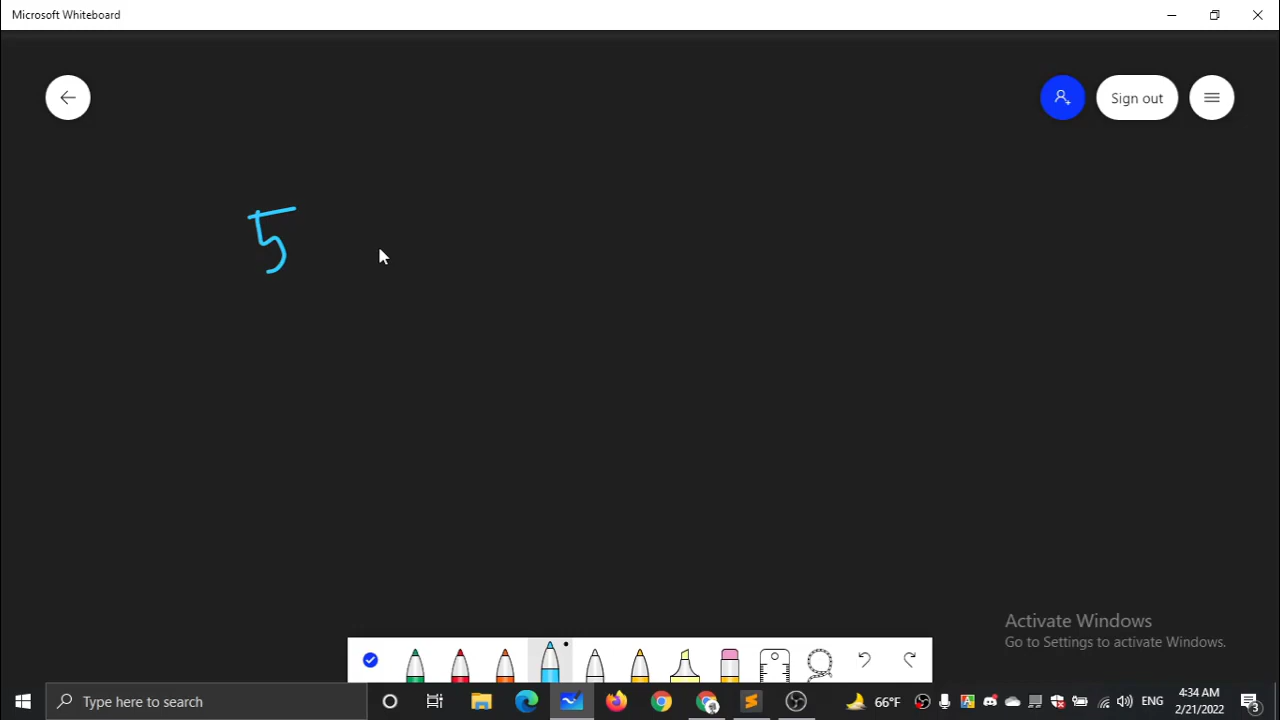 Microsoft Whiteboard
Sign out
5
Activate Windows
Go to Settings to activate Windows.
Type here to search
66°F
ENG
4:34 AM
2/21/2022
3